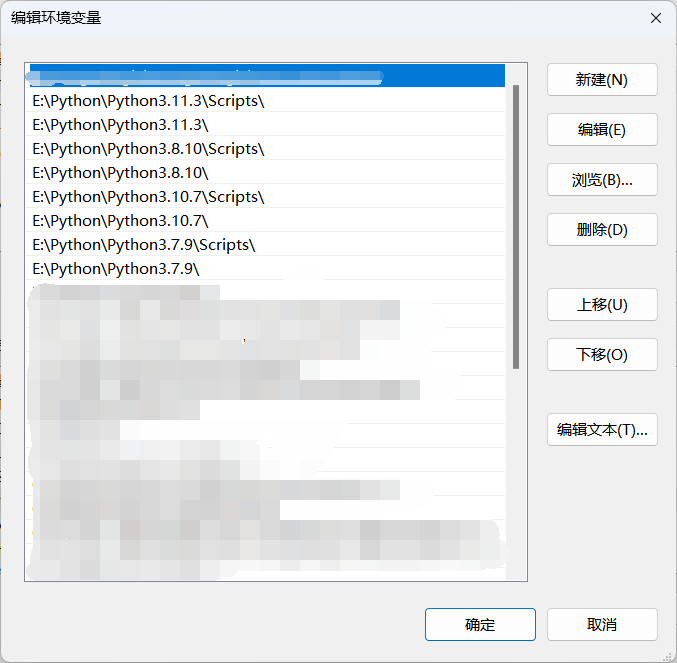 编辑环境变量
E:\Python\Python3.11.3\Scripts\
E:\Python\Python3.11.3\
E:\Python\Python3.8.10\Scripts\
E:\Python\Python3.8.10\
E:\Python\Python3.10.7\Scripts\
E:\Python\Python3.10.7\
E:\Python\Python3.7.9\Scripts\
E:\Python\Python3.7.9\
新建(N)
编辑(E)
浏览(B)...
删除(D)
上移(U)
下移(O)
编辑文本(T)...
确定
取消